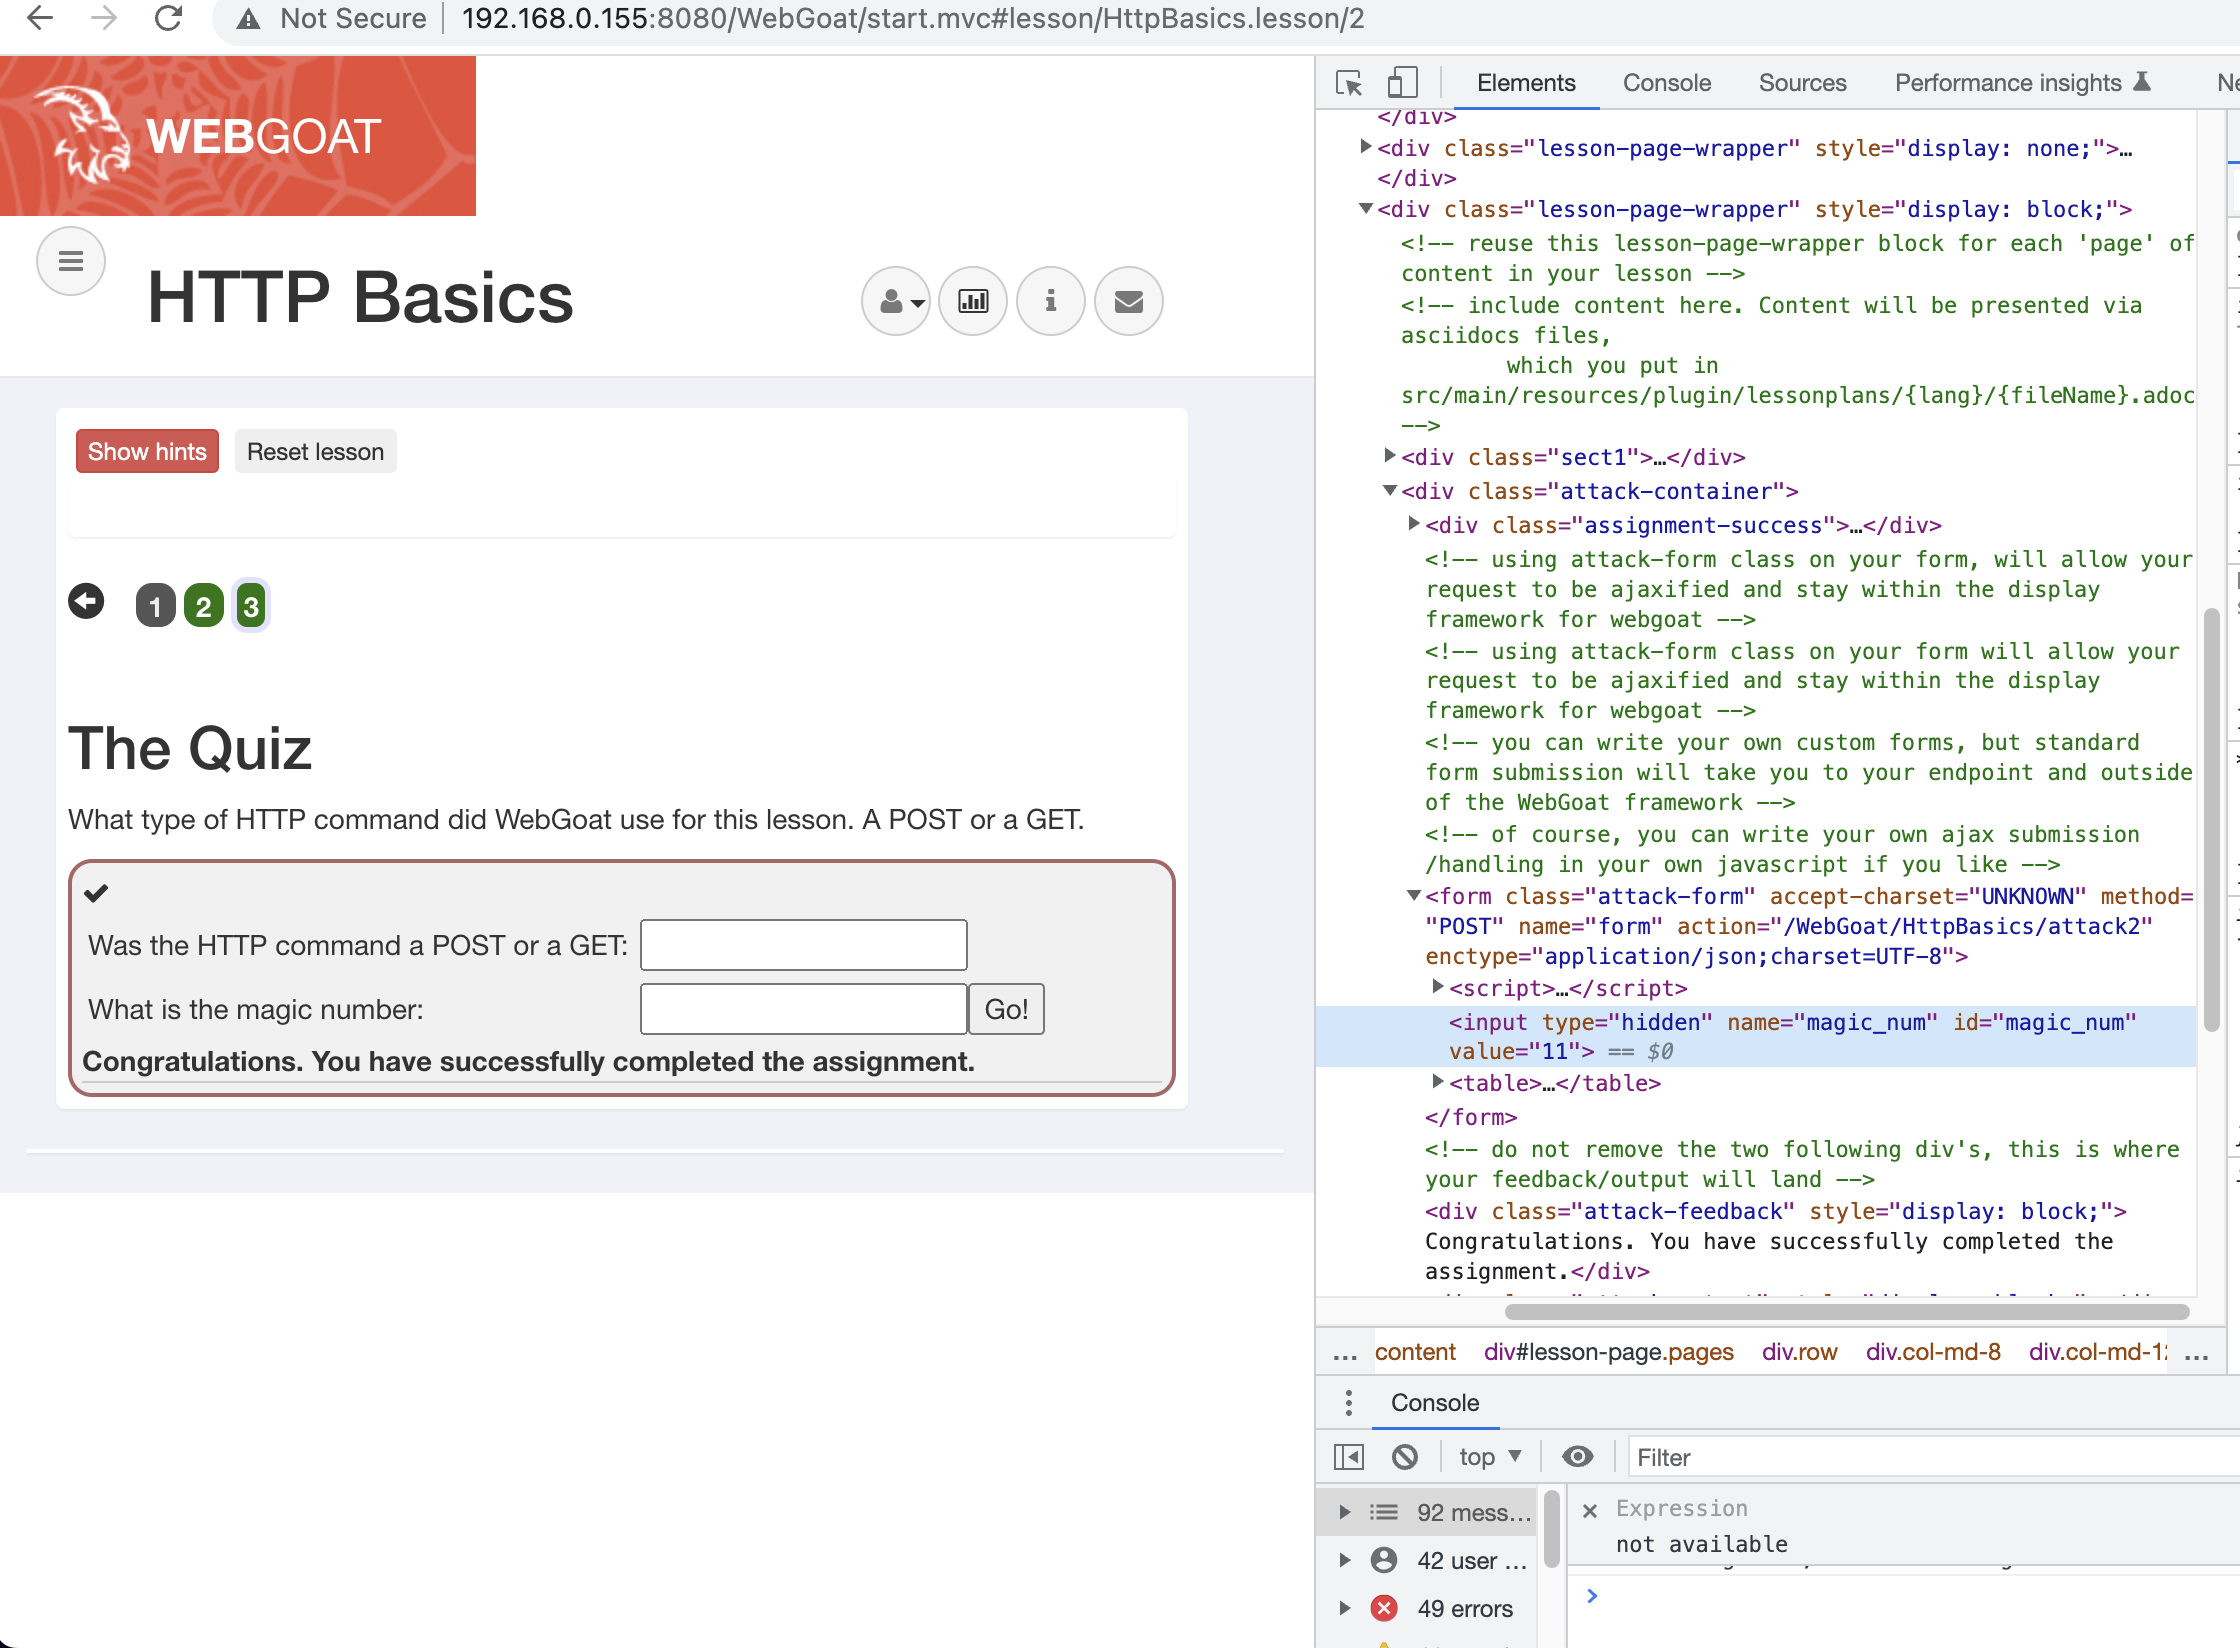 Not Secure | 192.168.0.155:8080/WebGoat/start.mvc#lesson/HttpBasics.lesson/2
WEBGOAT
HTTP Basics
Show hints
Reset lesson
1 2 3
The Quiz
What type of HTTP command did WebGoat use for this lesson. A POST or a GET.
Was the HTTP command a POST or a GET:
What is the magic number:
Go!
Congratulations. You have successfully completed the assignment.
Elements Console Sources Performance insights
</div>
<div class="lesson-page-wrapper" style="display: none;">…
</div>
<div class="lesson-page-wrapper" style="display: block;">
<!-- reuse this lesson-page-wrapper block for each 'page' of
content in your lesson -->
<!-- include content here. Content will be presented via
asciidocs files,
which you put in
src/main/resources/plugin/lessonplans/{lang}/{fileName}.adoc
-->
<div class="sect1">…</div>
<div class="attack-container">
<div class="assignment-success">…</div>
<!-- using attack-form class on your form, will allow your
request to be ajaxified and stay within the display
framework for webgoat -->
<!-- using attack-form class on your form will allow your
request to be ajaxified and stay within the display
framework for webgoat -->
<!-- you can write your own custom forms, but standard
form submission will take you to your endpoint and outside
of the WebGoat framework -->
<!-- of course, you can write your own ajax submission
/handling in your own javascript if you like -->
<form class="attack-form" accept-charset="UNKNOWN" method=
"POST" name="form" action="/WebGoat/HttpBasics/attack2"
enctype="application/json;charset=UTF-8">
<script>…</script>
<input type="hidden" name="magic_num" id="magic_num"
value="11"> == $0
<table>…</table>
</form>
<!-- do not remove the two following div's, this is where
your feedback/output will land -->
<div class="attack-feedback" style="display: block;">
Congratulations. You have successfully completed the
assignment.</div>
… content div#lesson-page.pages div.row div.col-md-8 div.col-md-12 …
Console
top
Filter
92 mess…
42 user …
49 errors
Expression
not available